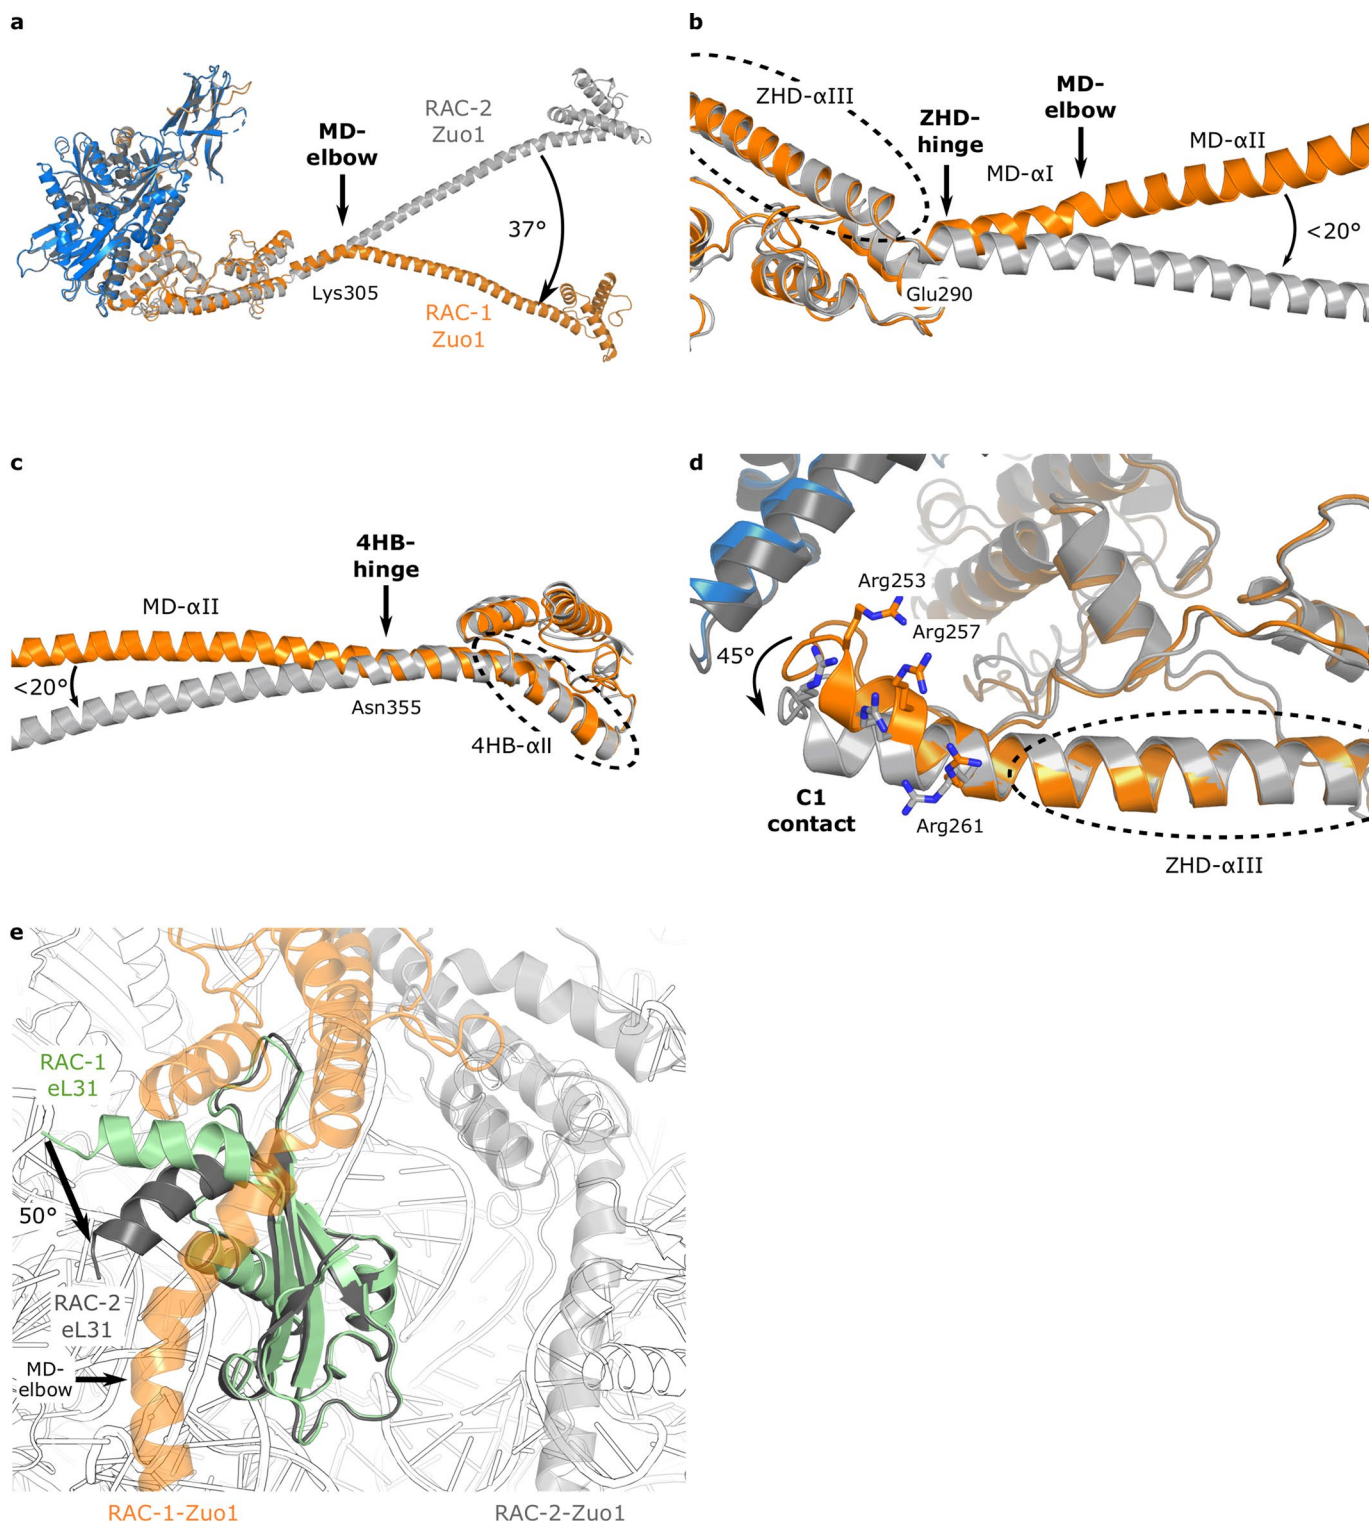 a
RAC-2
Zuo1
MD-
elbow
37°
Lys305
RAC-1
Zuo1
b
ZHD-αIII
MD-
elbow
ZHD-
hinge
MD-αII
MD-αI
<20°
Glu290
c
4HB-
hinge
MD-αII
<20°
Asn355
4HB-αII
d
Arg253
Arg257
45°
C1
contact
Arg261
ZHD-αIII
e
RAC-1
eL31
50°
RAC-2
eL31
MD-
elbow
RAC-1-Zuo1
RAC-2-Zuo1